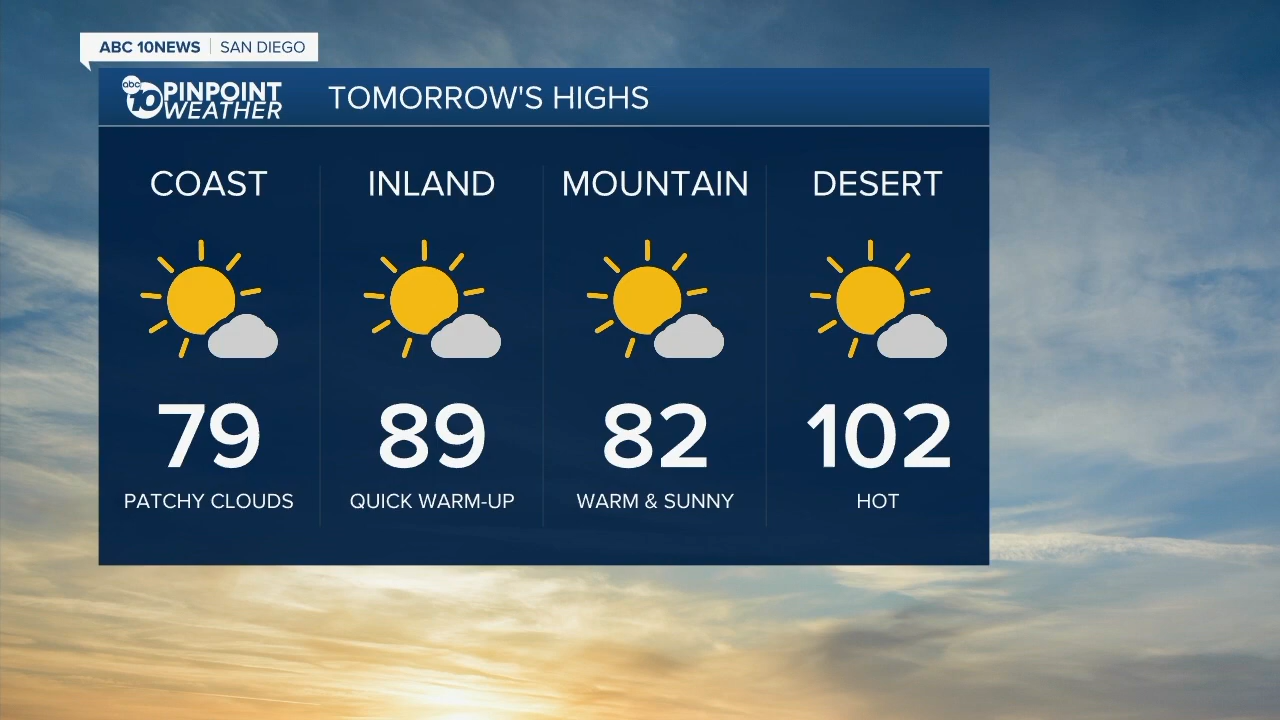 ABC 10NEWS | SAN DIEGO
abc 10 PINPOINT WEATHER
TOMORROW'S HIGHS
COAST
INLAND
MOUNTAIN
DESERT
79
89
82
102
PATCHY CLOUDS
QUICK WARM-UP
WARM & SUNNY
HOT